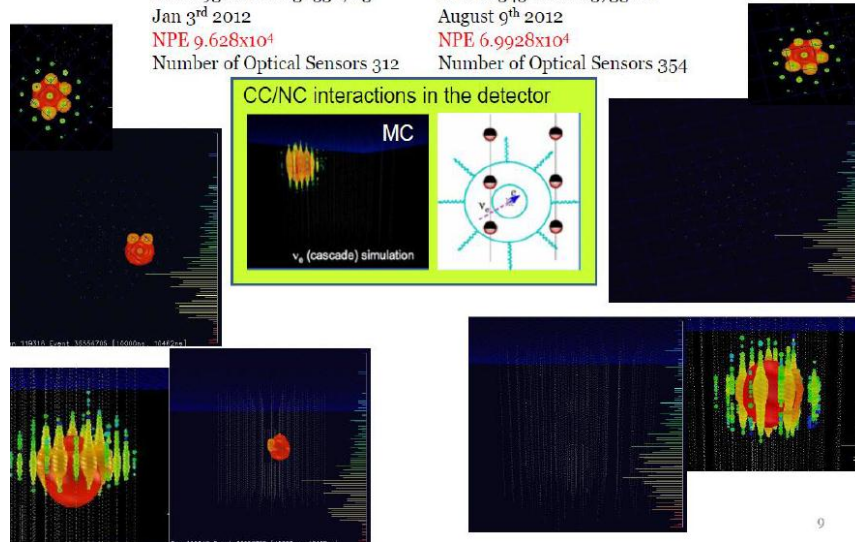 Jan 3rd 2012
NPE 9.628x10⁴
Number of Optical Sensors 312
August 9th 2012
NPE 6.9928x10⁴
Number of Optical Sensors 354
CC/NC interactions in the detector
MC
νe (cascade) simulation
νe
e
9